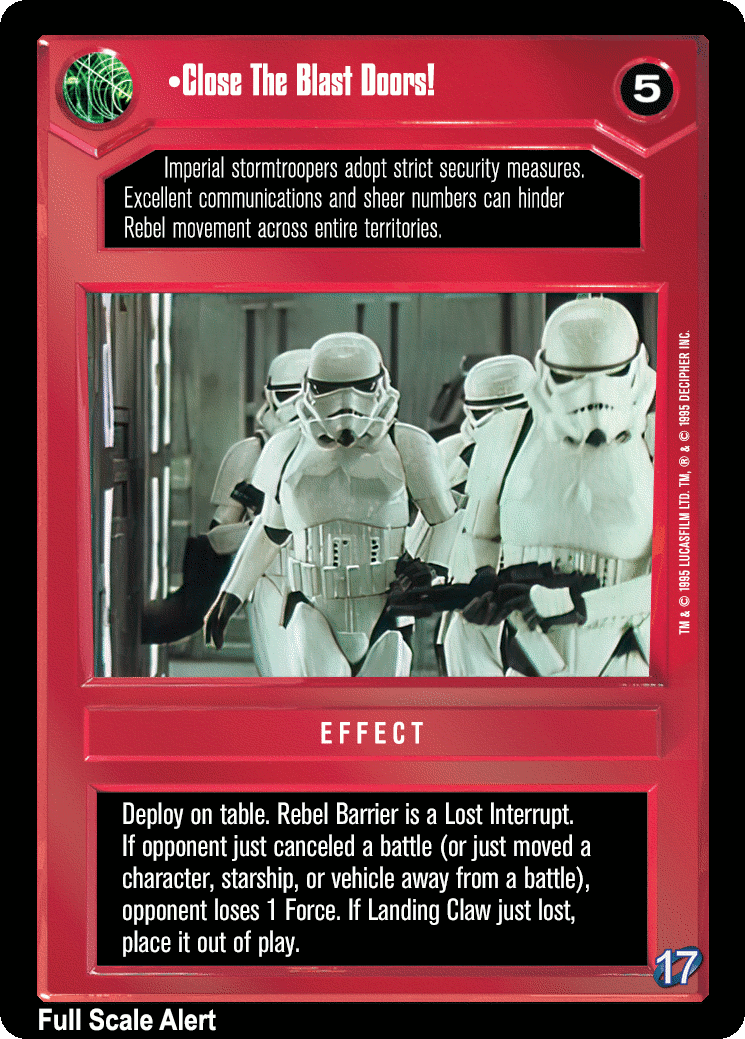 •Close The Blast Doors!
5
Imperial stormtroopers adopt strict security measures.
Excellent communications and sheer numbers can hinder
Rebel movement across entire territories.
TM & © 1995 LUCASFILM LTD. TM, ® & © 1995 DECIPHER INC.
EFFECT
Deploy on table. Rebel Barrier is a Lost Interrupt.
If opponent just canceled a battle (or just moved a
character, starship, or vehicle away from a battle),
opponent loses 1 Force. If Landing Claw just lost,
place it out of play.
17
Full Scale Alert